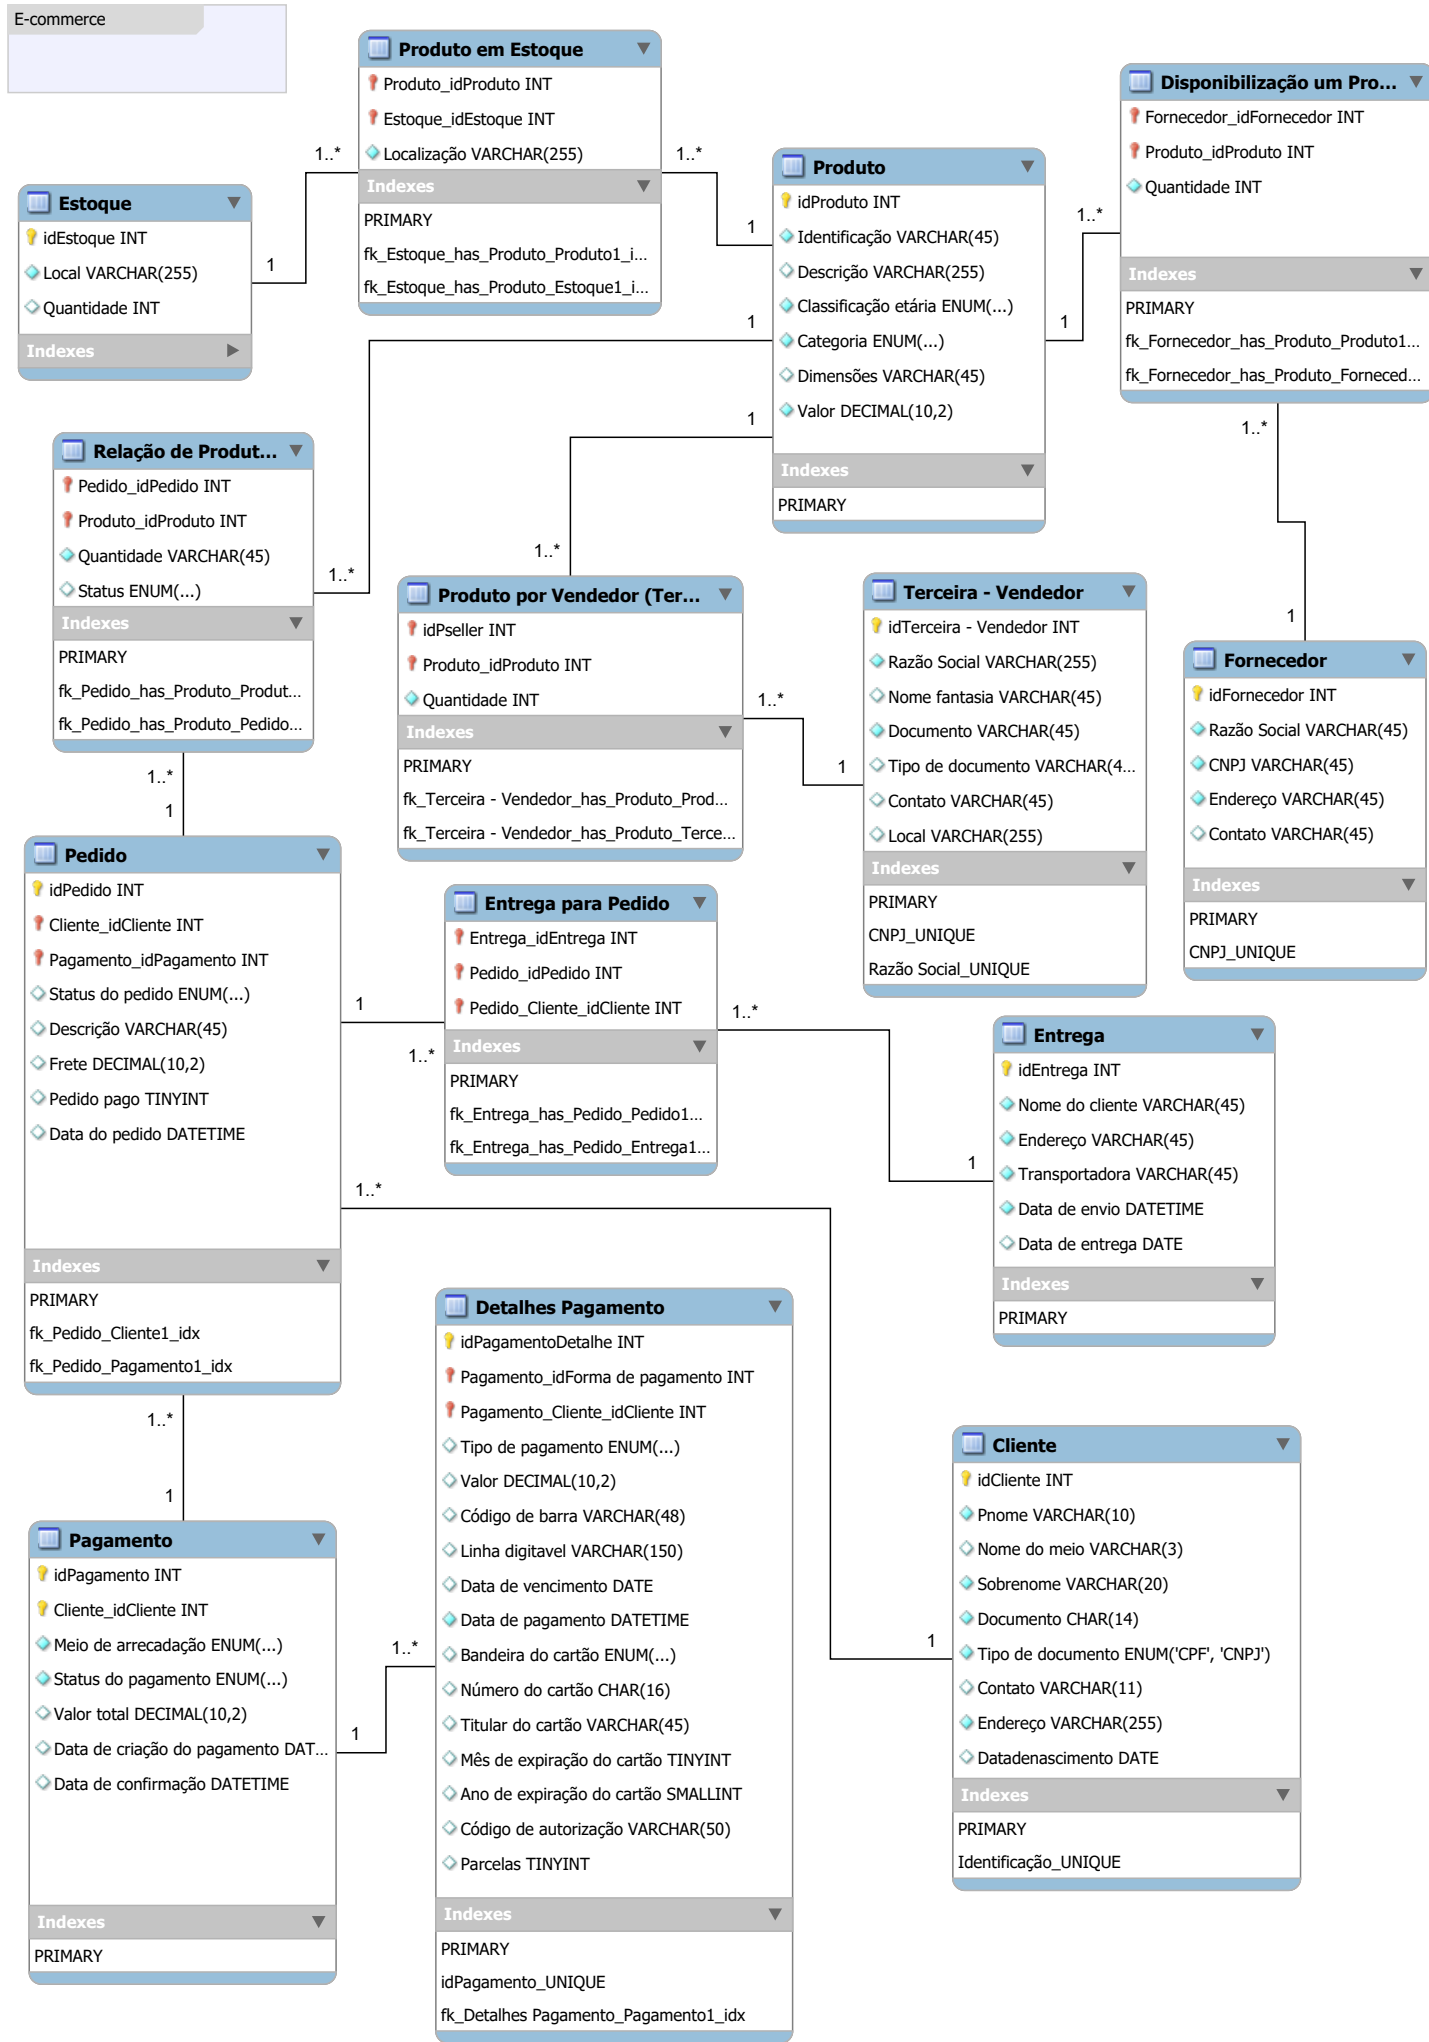 E-commerce
Produto em Estoque
Produto_idProduto INT
Estoque_idEstoque INT
Localização VARCHAR(255)
Indexes
PRIMARY
fk_Estoque_has_Produto_Produto1_i...
fk_Estoque_has_Produto_Estoque1_i...
1..*
1..*
Disponibilização um Pro...
Fornecedor_idFornecedor INT
Produto_idProduto INT
Quantidade INT
Indexes
PRIMARY
fk_Fornecedor_has_Produto_Produto1...
fk_Fornecedor_has_Produto_Forneced...
1..*
1..*
Estoque
idEstoque INT
Local VARCHAR(255)
Quantidade INT
Indexes
1
Produto
idProduto INT
Identificação VARCHAR(45)
Descrição VARCHAR(255)
Classificação etária ENUM(...)
Categoria ENUM(...)
Dimensões VARCHAR(45)
Valor DECIMAL(10,2)
Indexes
PRIMARY
1
1
1
1
Relação de Produt...
Pedido_idPedido INT
Produto_idProduto INT
Quantidade VARCHAR(45)
Status ENUM(...)
Indexes
PRIMARY
fk_Pedido_has_Produto_Produt...
fk_Pedido_has_Produto_Pedido...
1..*
1..*
1
Produto por Vendedor (Ter...
idPseller INT
Produto_idProduto INT
Quantidade INT
Indexes
PRIMARY
fk_Terceira - Vendedor_has_Produto_Prod...
fk_Terceira - Vendedor_has_Produto_Terce...
1..*
1..*
1
Terceira - Vendedor
idTerceira - Vendedor INT
Razão Social VARCHAR(255)
Nome fantasia VARCHAR(45)
Documento VARCHAR(45)
Tipo de documento VARCHAR(4...
Contato VARCHAR(45)
Local VARCHAR(255)
Indexes
PRIMARY
CNPJ_UNIQUE
Razão Social_UNIQUE
1
Fornecedor
idFornecedor INT
Razão Social VARCHAR(45)
CNPJ VARCHAR(45)
Endereço VARCHAR(45)
Contato VARCHAR(45)
Indexes
PRIMARY
CNPJ_UNIQUE
Pedido
idPedido INT
Cliente_idCliente INT
Pagamento_idPagamento INT
Status do pedido ENUM(...)
Descrição VARCHAR(45)
Frete DECIMAL(10,2)
Pedido pago TINYINT
Data do pedido DATETIME
Indexes
PRIMARY
fk_Pedido_Cliente1_idx
fk_Pedido_Pagamento1_idx
1
1..*
1..*
1..*
1
Entrega para Pedido
Entrega_idEntrega INT
Pedido_idPedido INT
Pedido_Cliente_idCliente INT
Indexes
PRIMARY
fk_Entrega_has_Pedido_Pedido1...
fk_Entrega_has_Pedido_Entrega1...
1..*
1
Entrega
idEntrega INT
Nome do cliente VARCHAR(45)
Endereço VARCHAR(45)
Transportadora VARCHAR(45)
Data de envio DATETIME
Data de entrega DATE
Indexes
PRIMARY
Detalhes Pagamento
idPagamentoDetalhe INT
Pagamento_idForma de pagamento INT
Pagamento_Cliente_idCliente INT
Tipo de pagamento ENUM(...)
Valor DECIMAL(10,2)
Código de barra VARCHAR(48)
Linha digitavel VARCHAR(150)
Data de vencimento DATE
Data de pagamento DATETIME
Bandeira do cartão ENUM(...)
Número do cartão CHAR(16)
Titular do cartão VARCHAR(45)
Mês de expiração do cartão TINYINT
Ano de expiração do cartão SMALLINT
Código de autorização VARCHAR(50)
Parcelas TINYINT
Indexes
PRIMARY
idPagamento_UNIQUE
fk_Detalhes Pagamento_Pagamento1_idx
Cliente
idCliente INT
Pnome VARCHAR(10)
Nome do meio VARCHAR(3)
Sobrenome VARCHAR(20)
Documento CHAR(14)
Tipo de documento ENUM('CPF', 'CNPJ')
Contato VARCHAR(11)
Endereço VARCHAR(255)
Datadenascimento DATE
Indexes
PRIMARY
Identificação_UNIQUE
1
Pagamento
idPagamento INT
Cliente_idCliente INT
Meio de arrecadação ENUM(...)
Status do pagamento ENUM(...)
Valor total DECIMAL(10,2)
Data de criação do pagamento DAT...
Data de confirmação DATETIME
Indexes
PRIMARY
1..*
1